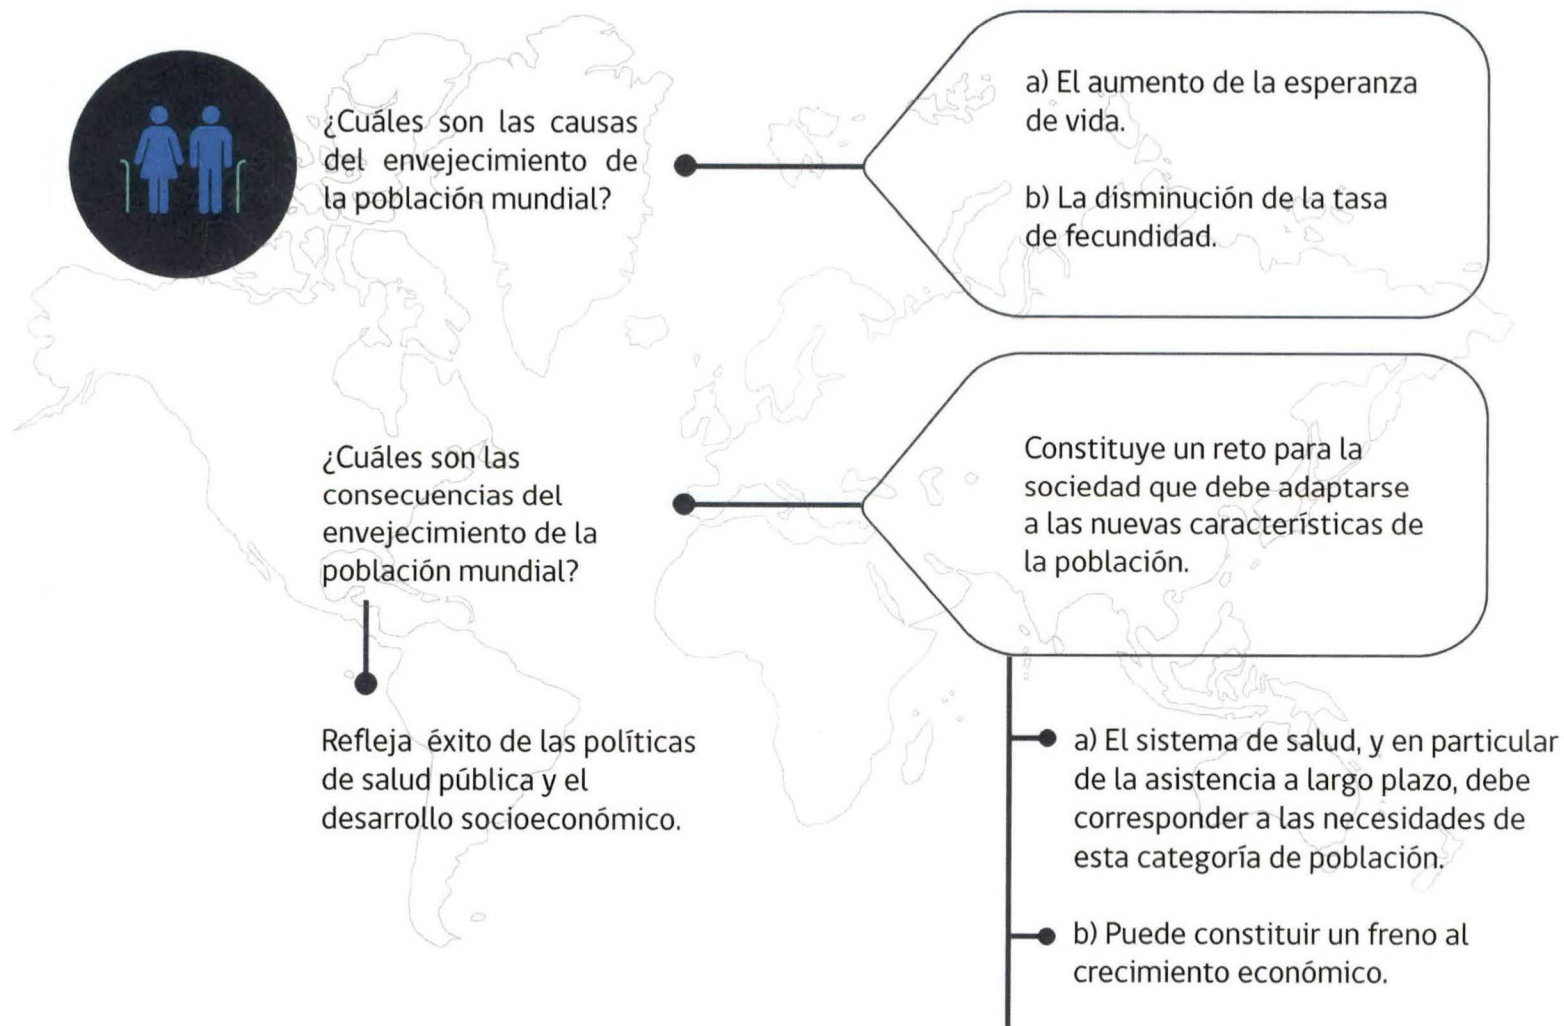 ¿Cuáles son las causas
del envejecimiento de
la población mundial?
a) El aumento de la esperanza
de vida.
b) La disminución de la tasa
de fecundidad.
¿Cuáles son las
consecuencias del
envejecimiento de la
población mundial?
Constituye un reto para la
sociedad que debe adaptarse
a las nuevas características de
la población.
Refleja éxito de las políticas
de salud pública y el
desarrollo socioeconómico.
a) El sistema de salud, y en particular
de la asistencia a largo plazo, debe
corresponder a las necesidades de
esta categoría de población.
b) Puede constituir un freno al
crecimiento económico.